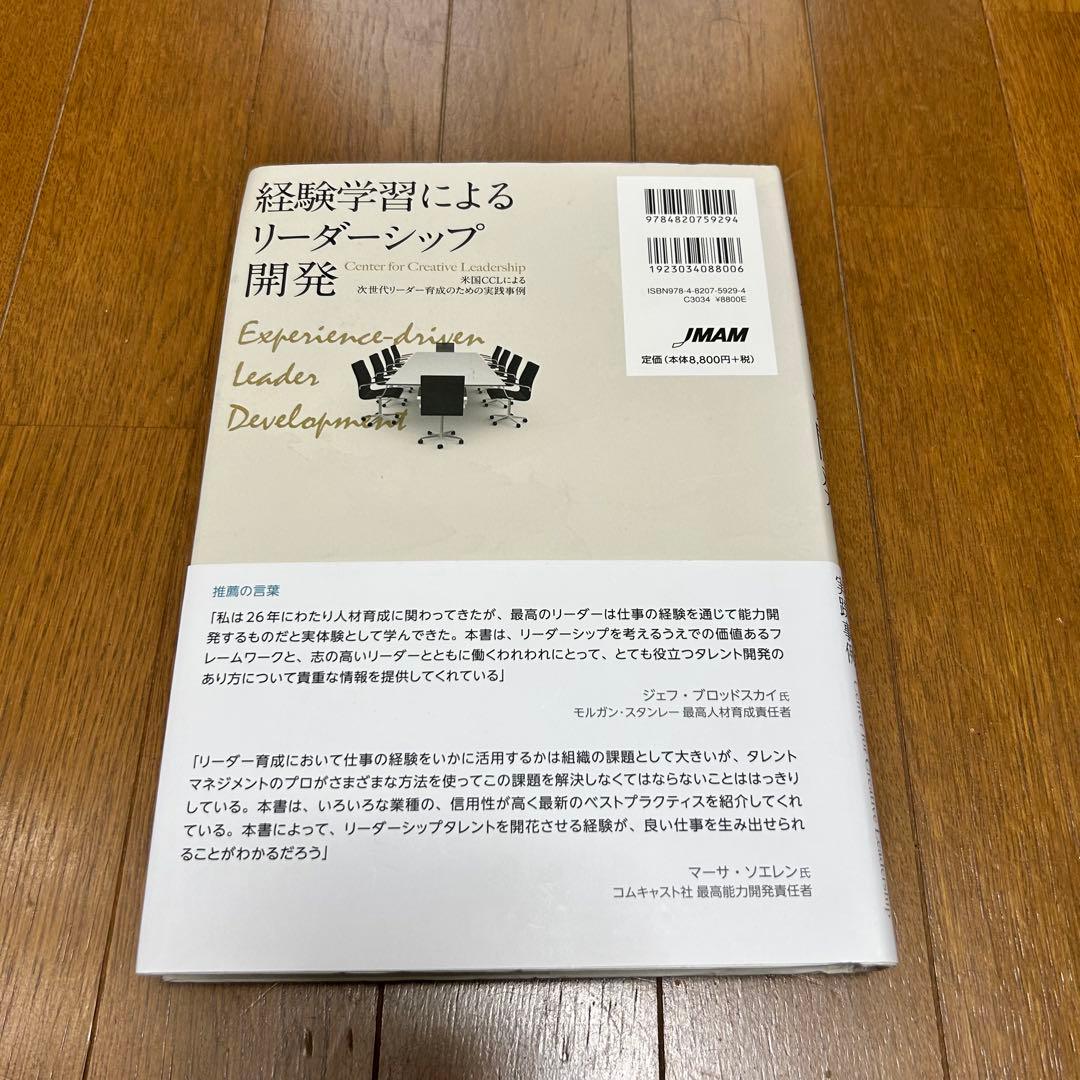 経験学習による
リーダーシップ
開発
Center for Creative Leadership
米国CCLによる
次世代リーダー育成のための実践事例
Experience-driven
Leader
Development
9784820759294
1923034088006
ISBN978-4-8207-5929-4
C3034 ¥8800E
JMAM
定価(本体8,800円+税)
推薦の言葉
「私は26年にわたり人材育成に関わってきたが、最高のリーダーは仕事の経験を通じて能力開
発するものだと実体験として学んできた。本書は、リーダーシップを考えるうえでの価値あるフ
レームワークと、志の高いリーダーとともに働くわれわれにとって、とても役立つタレント開発の
あり方について貴重な情報を提供してくれている」
ジェフ・ブロッドスカイ氏
モルガン・スタンレー 最高人材育成責任者
「リーダー育成において仕事の経験をいかに活用するかは組織の課題として大きいが、タレント
マネジメントのプロがさまざまな方法を使ってこの課題を解決しなくてはならないことははっきり
している。本書は、いろいろな業種の、信用性が高く最新のベストプラクティスを紹介してくれ
ている。本書によって、リーダーシップタレントを開花させる経験が、良い仕事を生み出せられ
ることがわかるだろう」
マーサ・ソエレン氏
コムキャスト社 最高能力開発責任者